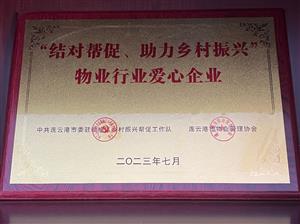 “结对帮促、助力乡村振兴”
物业行业爱心企业
中共连云港市委驻 乡村振兴帮促工作队 连云港市物业管理协会
二〇二三年七月